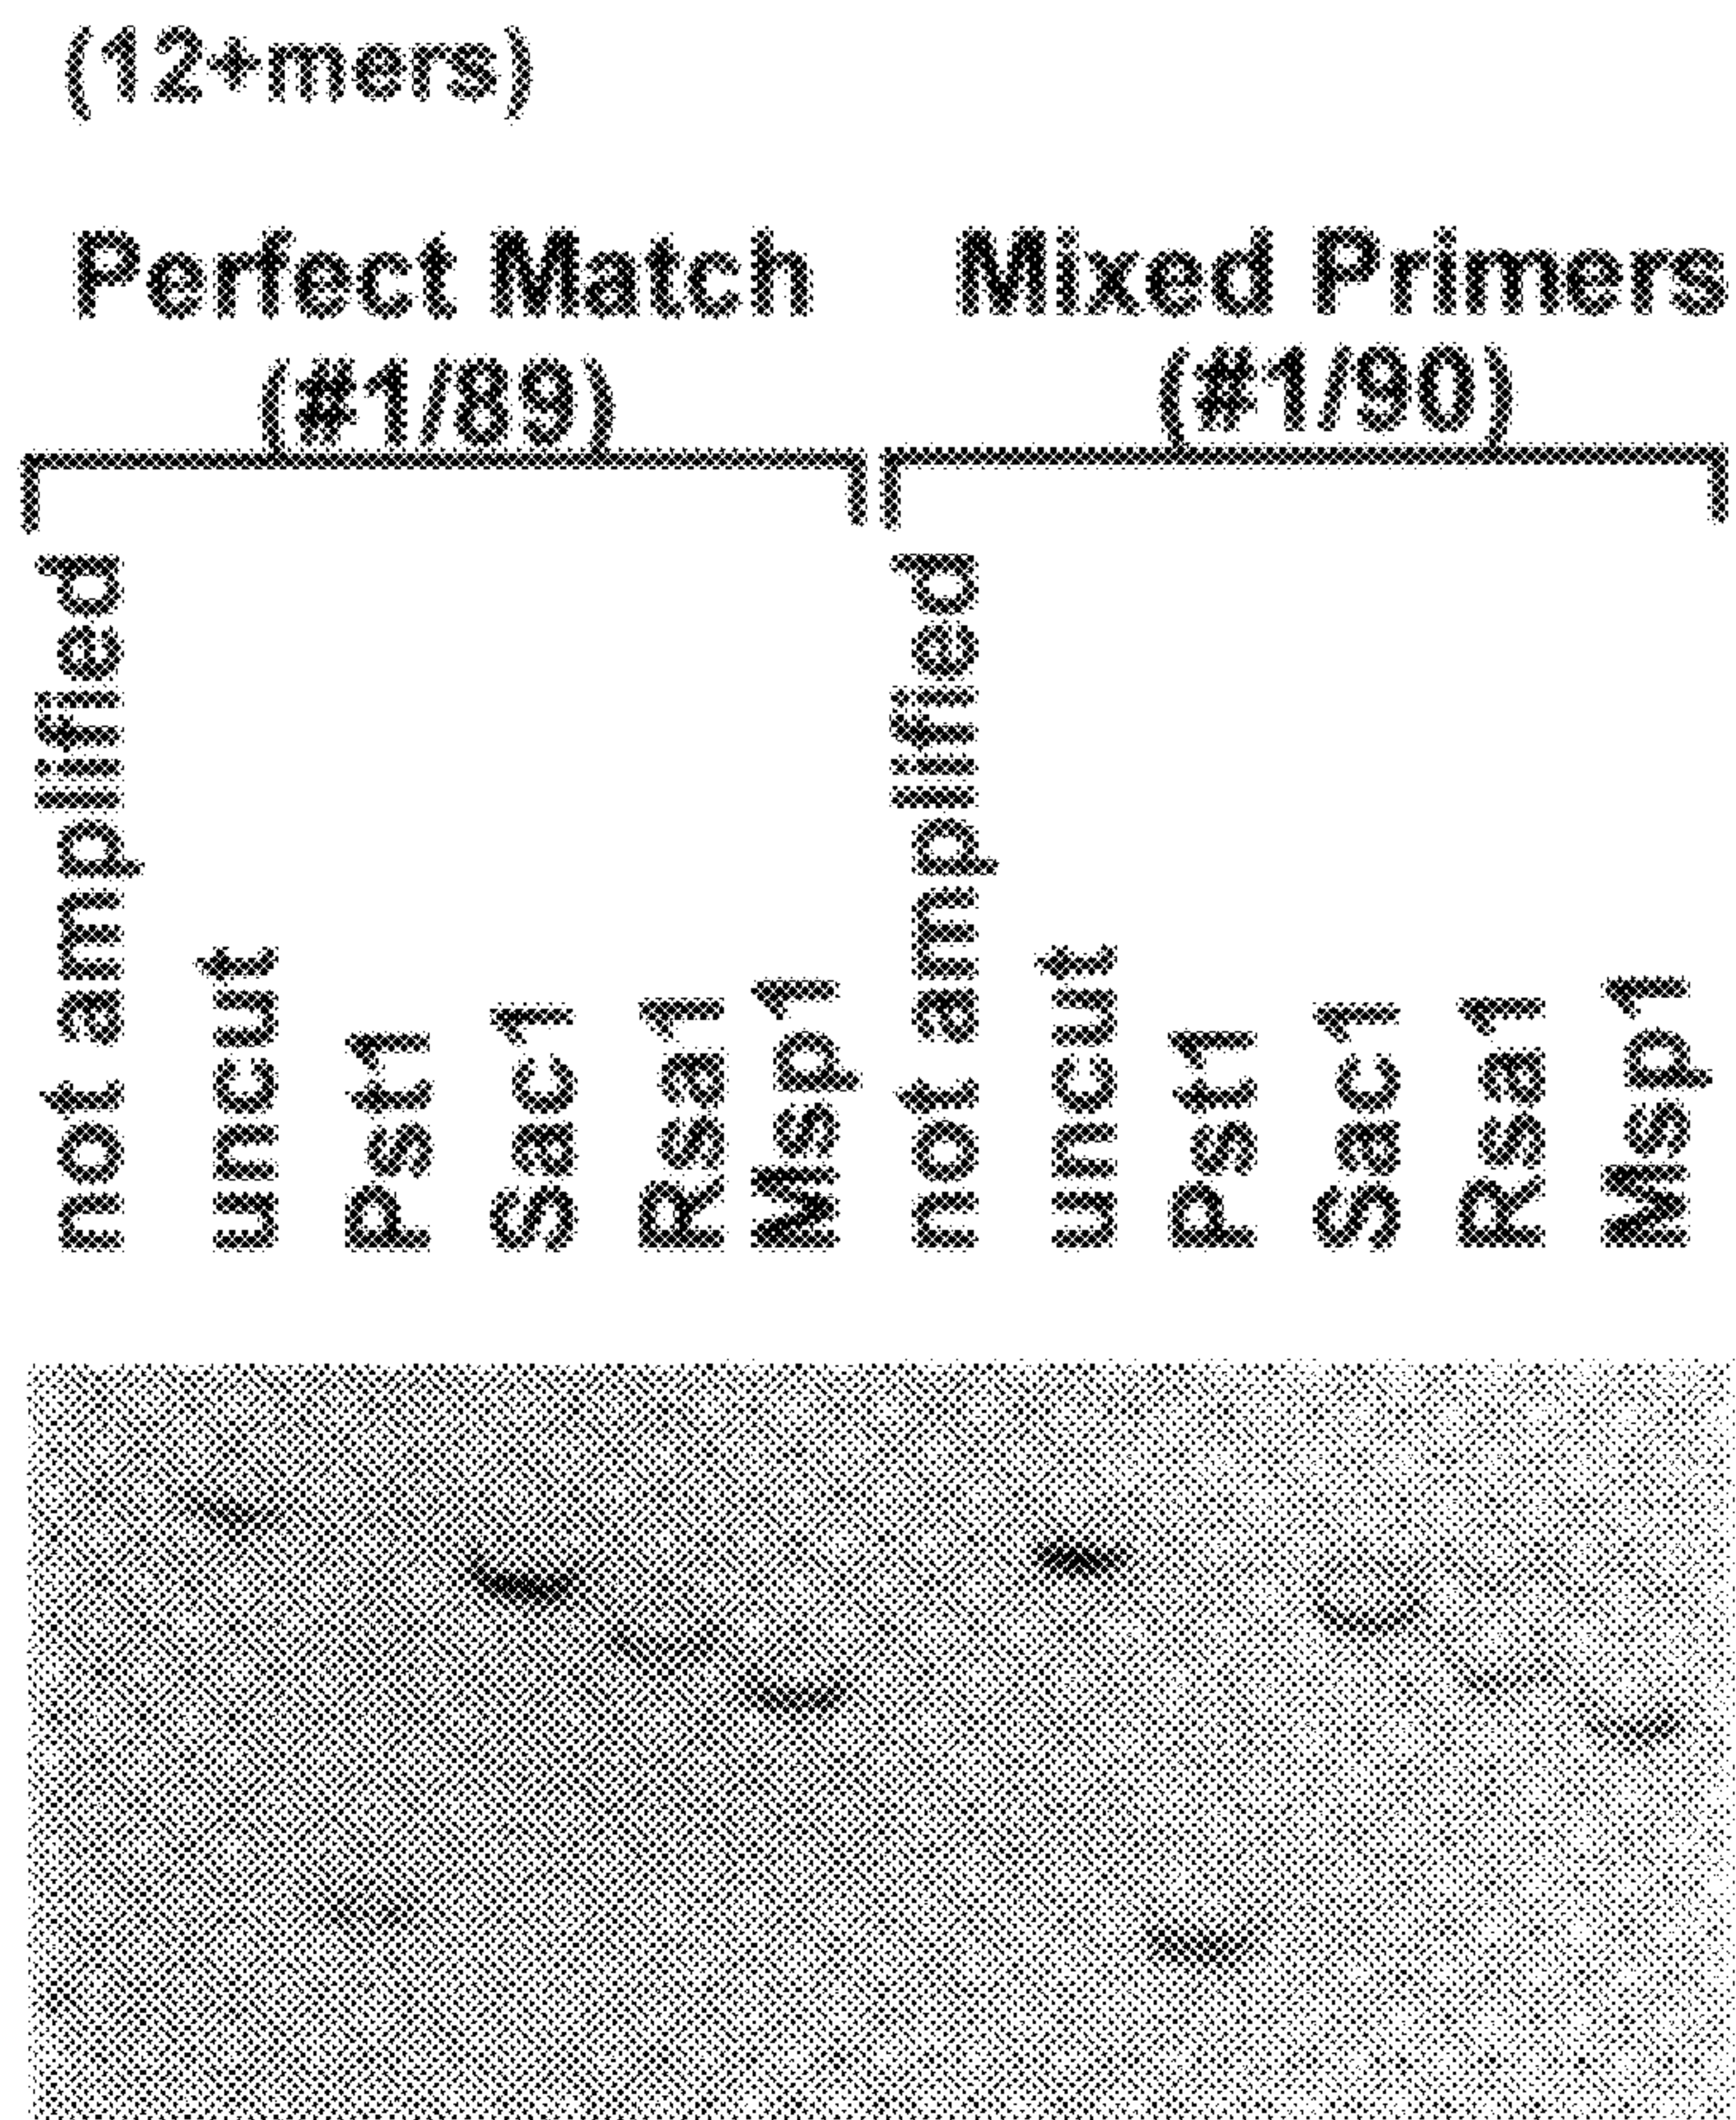 (12+mers)
Perfect Match
(#1/89)
Mixed Primers
(#1/90)
not amplified
uncut
Pst1
Sac1
Rsa1
Msp1
not amplified
uncut
Pst1
Sac1
Rsa1
Msp1